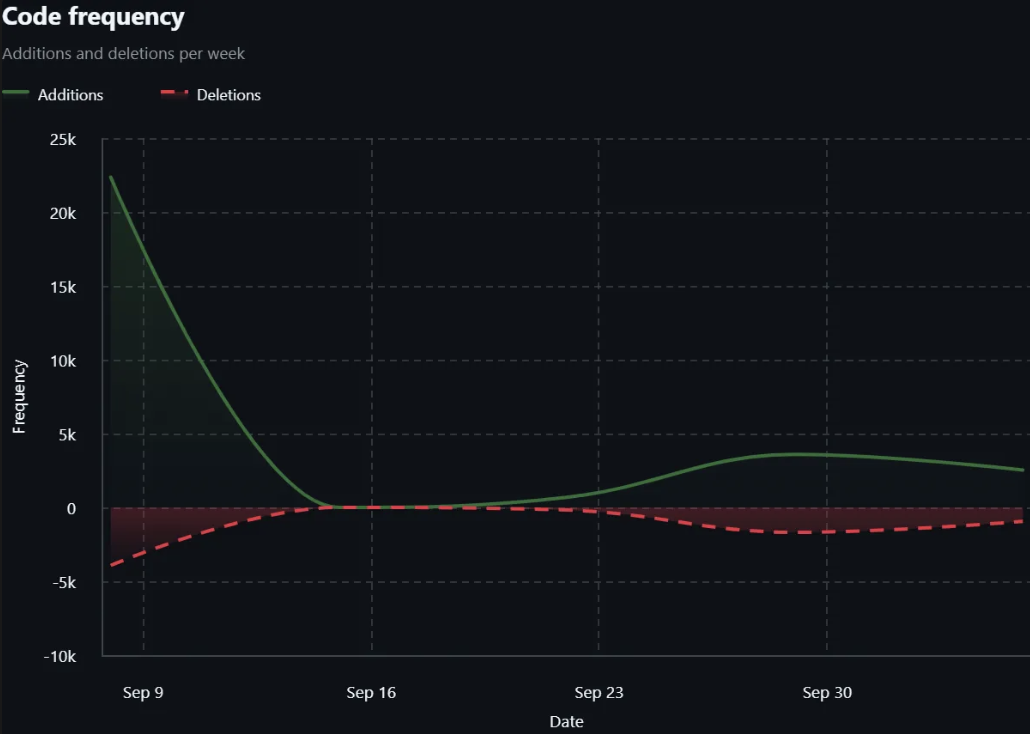 Code frequency
Additions and deletions per week
Additions Deletions
25k
20k
15k
10k
5k
0
-5k
-10k
Frequency
Sep 9 Sep 16 Sep 23 Sep 30
Date